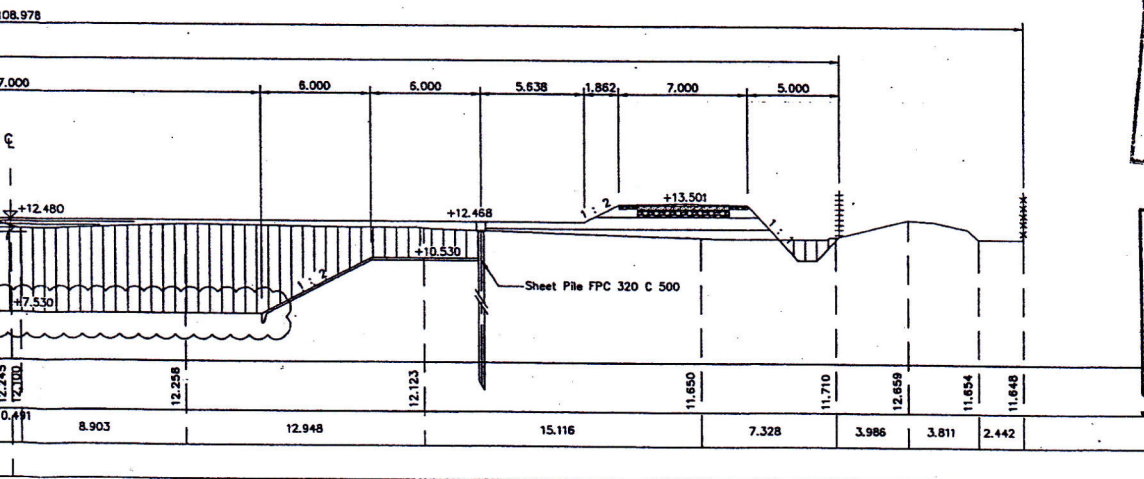 108.978
7.000 6.000 6.000 5.638 1.862 7.000 5.000
℄
+12.480
+12.468
1 : 2
+13.501
1 : 1
+10.530
1 : 2
+7.530
Sheet Pile FPC 320 C 500
12.245 12.100 12.258 12.123 11.650 11.710 12.659 11.654 11.648
0.491 8.903 12.948 15.116 7.328 3.986 3.811 2.442